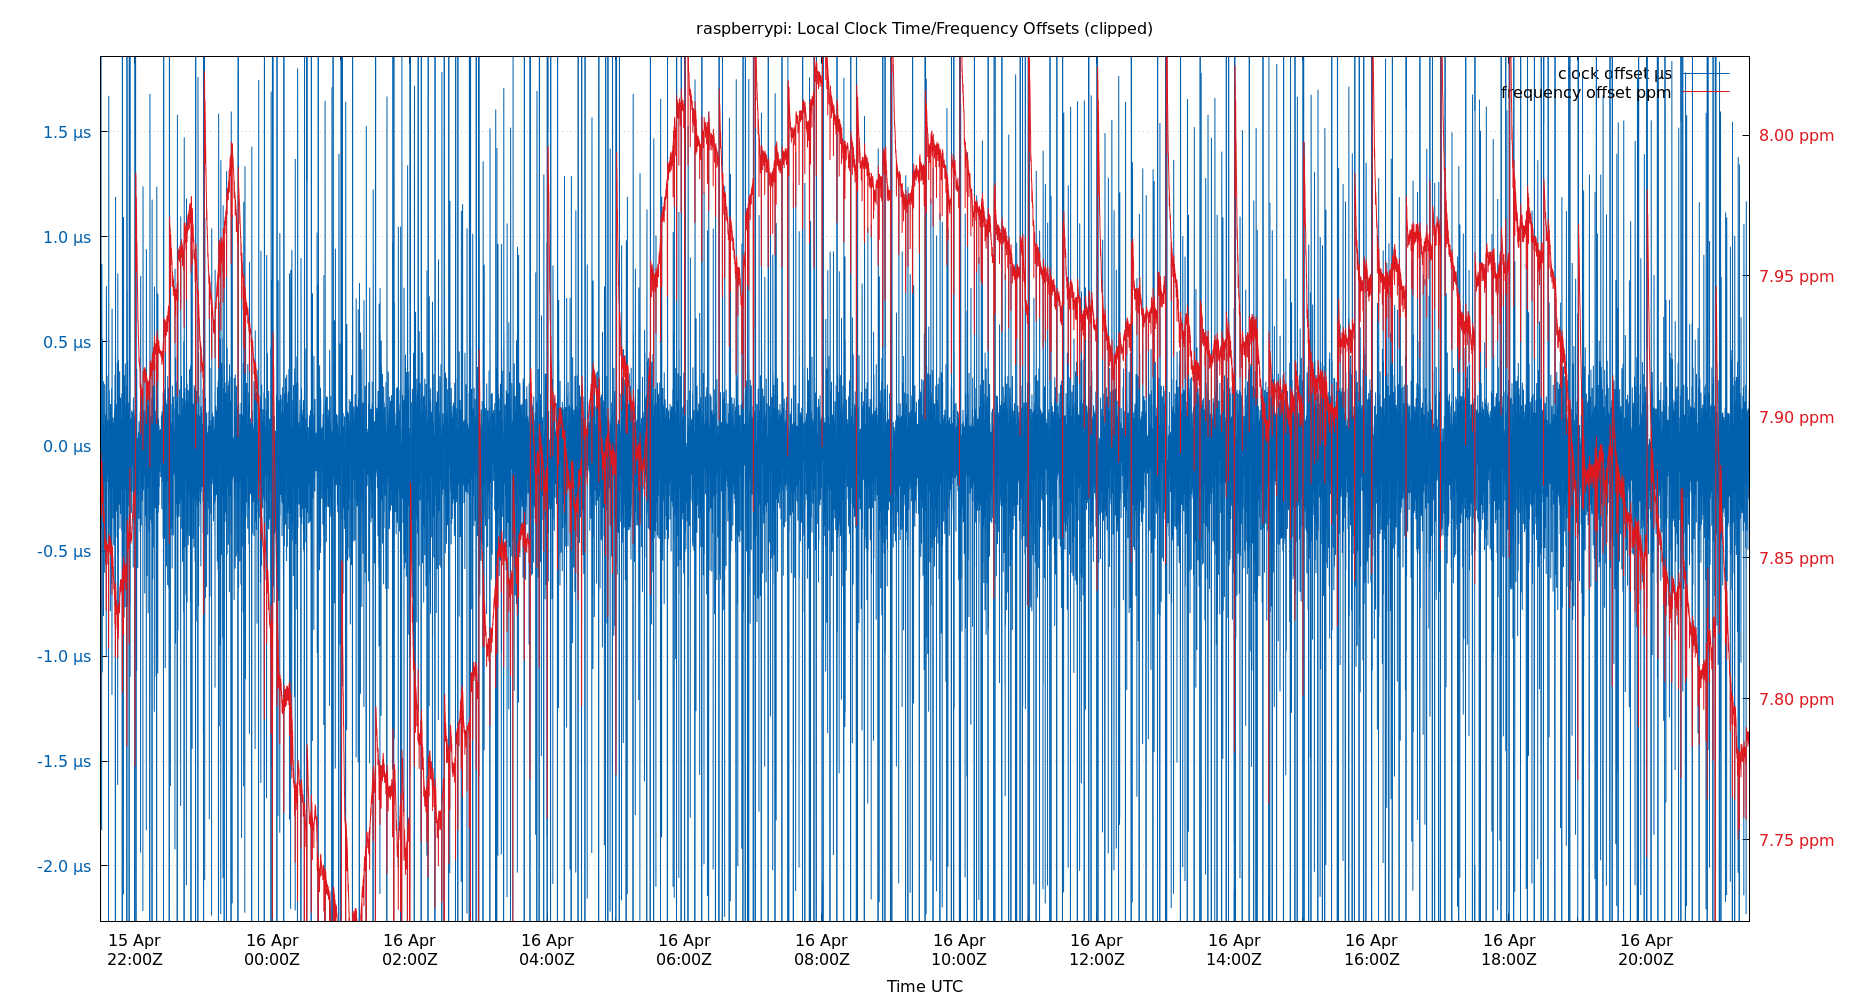 raspberrypi: Local Clock Time/Frequency Offsets (clipped)
clock offset µs
frequency offset ppm
1.5 µs
1.0 µs
0.5 µs
0.0 µs
-0.5 µs
-1.0 µs
-1.5 µs
-2.0 µs
8.00 ppm
7.95 ppm
7.90 ppm
7.85 ppm
7.80 ppm
7.75 ppm
15 Apr 16 Apr 16 Apr 16 Apr 16 Apr 16 Apr 16 Apr 16 Apr 16 Apr 16 Apr 16 Apr 16 Apr
22:00Z 00:00Z 02:00Z 04:00Z 06:00Z 08:00Z 10:00Z 12:00Z 14:00Z 16:00Z 18:00Z 20:00Z
Time UTC